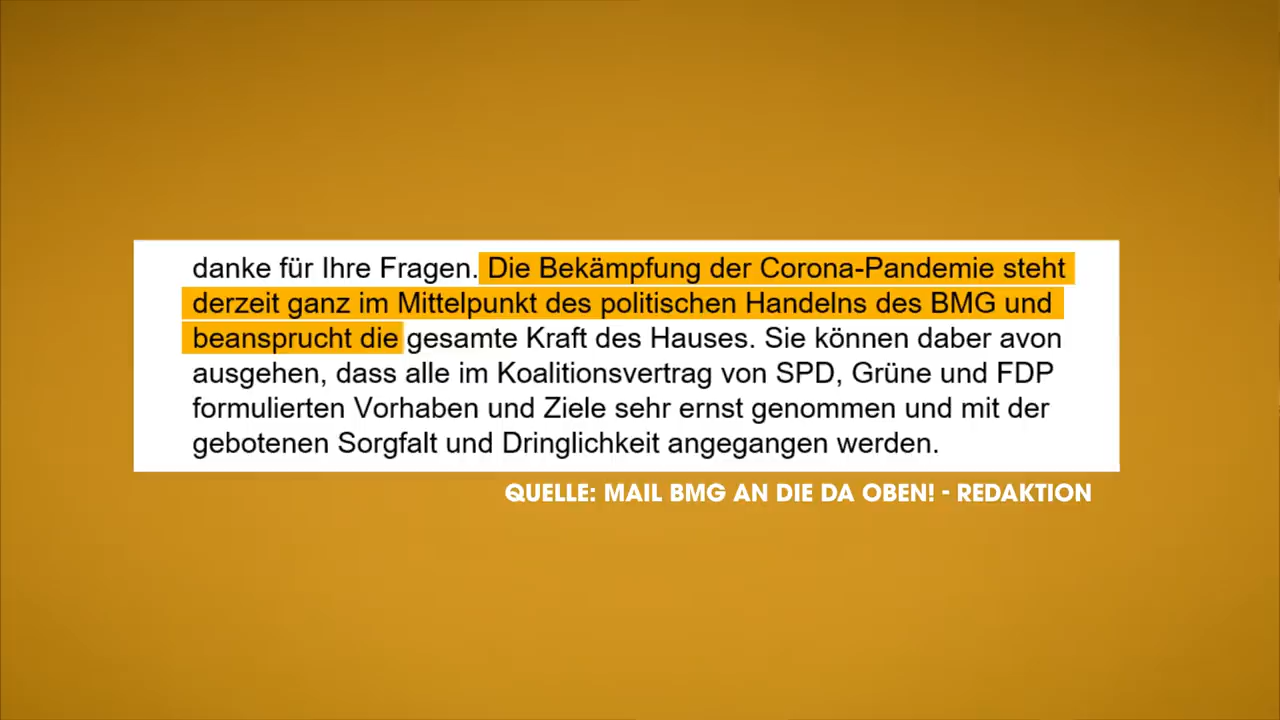 danke für Ihre Fragen. Die Bekämpfung der Corona-Pandemie steht
derzeit ganz im Mittelpunkt des politischen Handelns des BMG und
beansprucht die gesamte Kraft des Hauses. Sie können daber avon
ausgehen, dass alle im Koalitionsvertrag von SPD, Grüne und FDP
formulierten Vorhaben und Ziele sehr ernst genommen und mit der
gebotenen Sorgfalt und Dringlichkeit angegangen werden.
QUELLE: MAIL BMG AN DIE DA OBEN! - REDAKTION